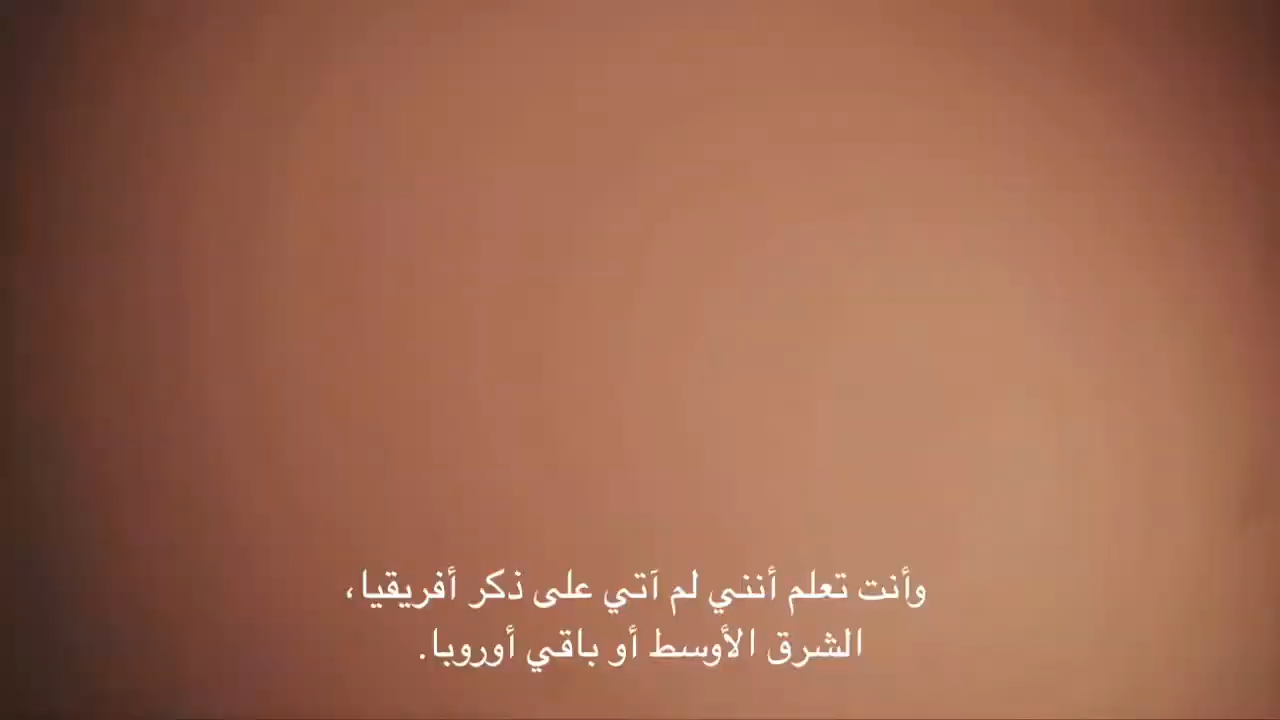 وأنت تعلم أنني لم آتي على ذكر أفريقيا،
الشرق الأوسط أو باقي أوروبا.